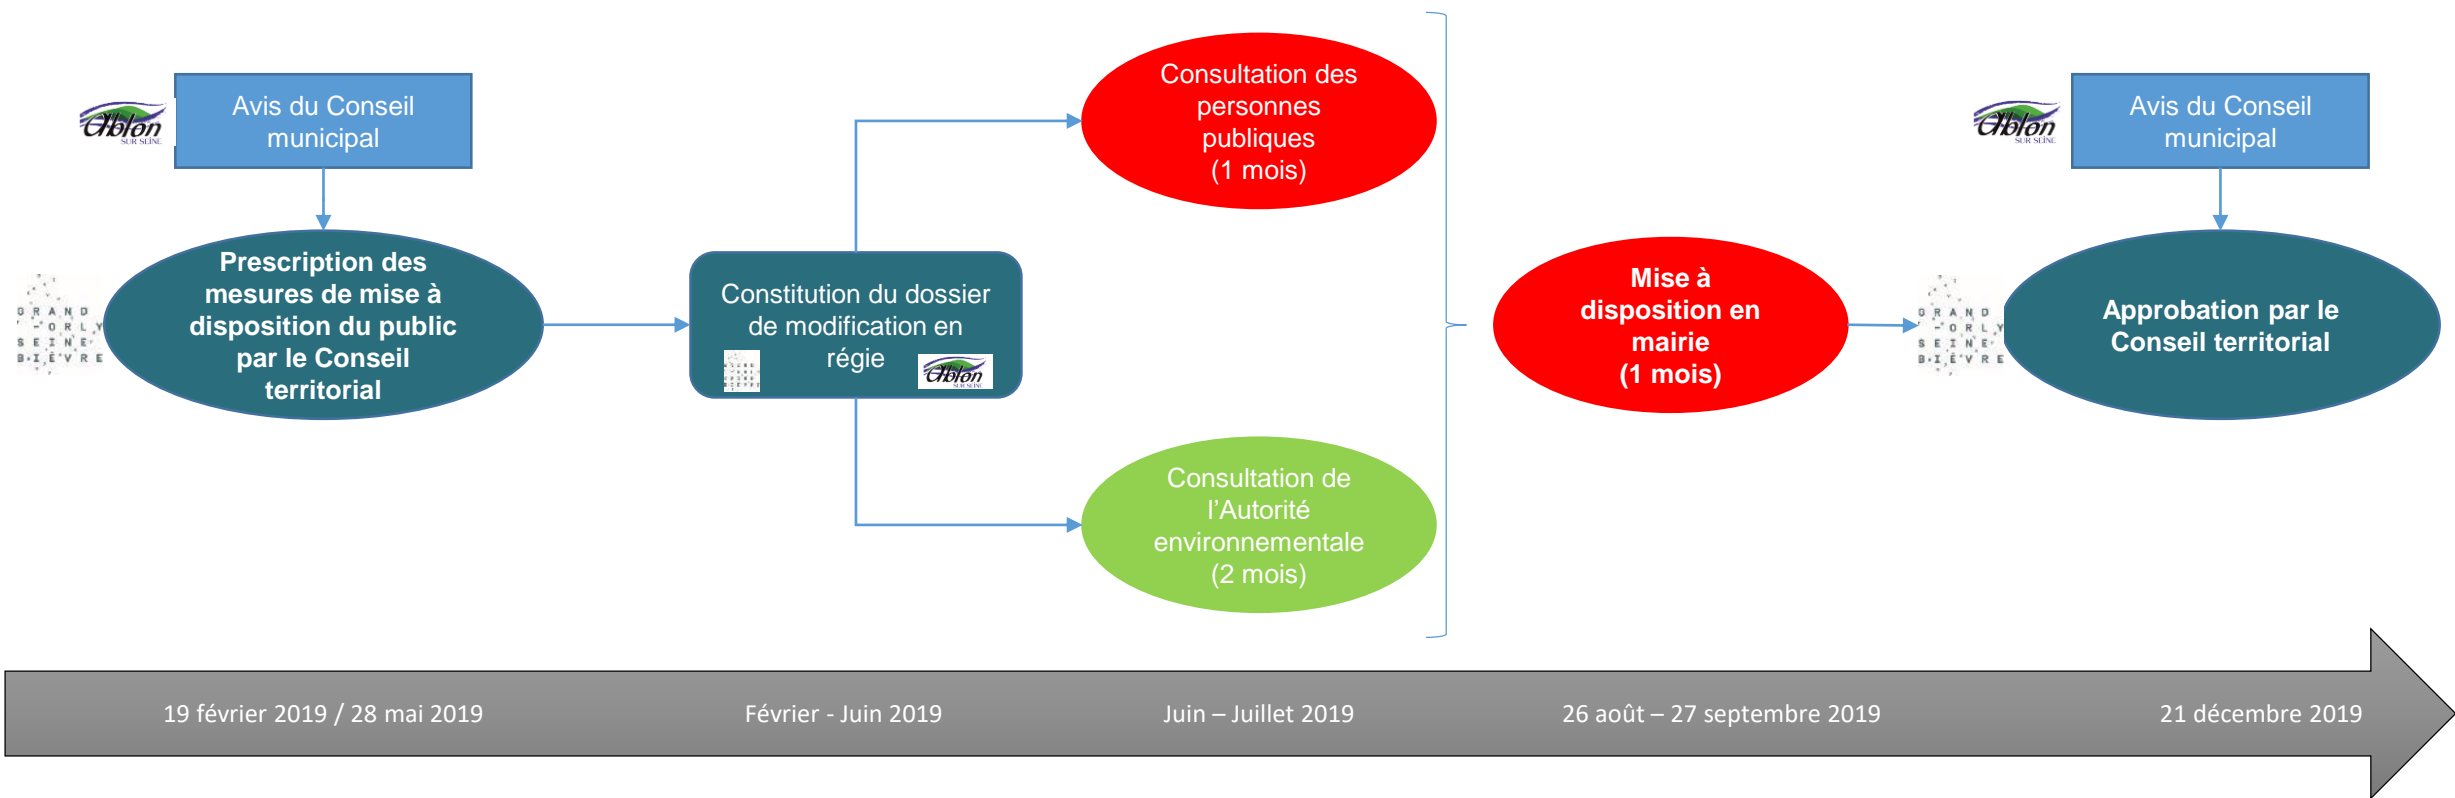 Ablon
SUR SEINE
Avis du Conseil
municipal
GRAND
-ORLY
SEINE
BIÈVRE
Prescription des
mesures de mise à
disposition du public
par le Conseil
territorial
Constitution du dossier
de modification en
régie
Ablon
SUR SEINE
Consultation des
personnes
publiques
(1 mois)
Consultation de
l’Autorité
environnementale
(2 mois)
Mise à
disposition en
mairie
(1 mois)
Ablon
SUR SEINE
Avis du Conseil
municipal
GRAND
-ORLY
SEINE
BIÈVRE
Approbation par le
Conseil territorial
19 février 2019 / 28 mai 2019
Février - Juin 2019
Juin – Juillet 2019
26 août – 27 septembre 2019
21 décembre 2019